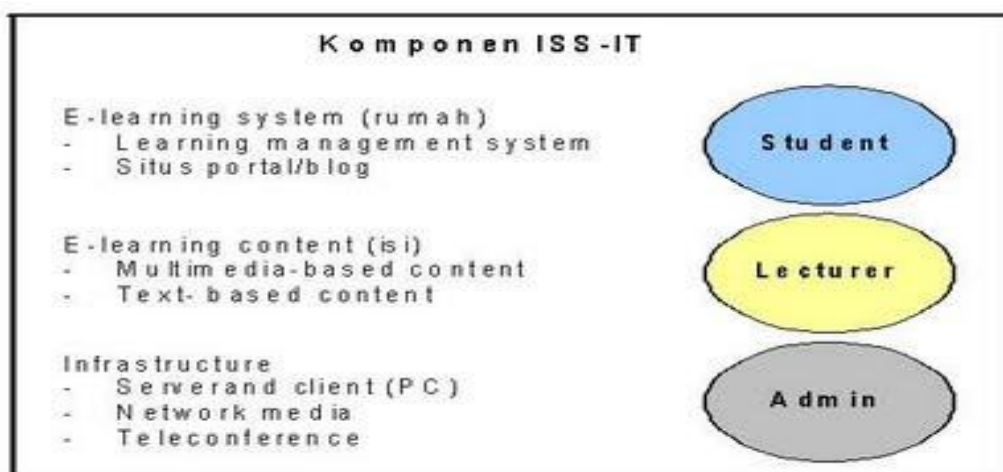 Komponen ISS-IT
E-learning system (rumah)
- Learning management system
- Situs portal/blog
Student
E-learning content (isi)
- Multimedia-based content
- Text- based content
Lecturer
Infrastructure
- Serverand client (PC)
- Network media
- Teleconference
Admin